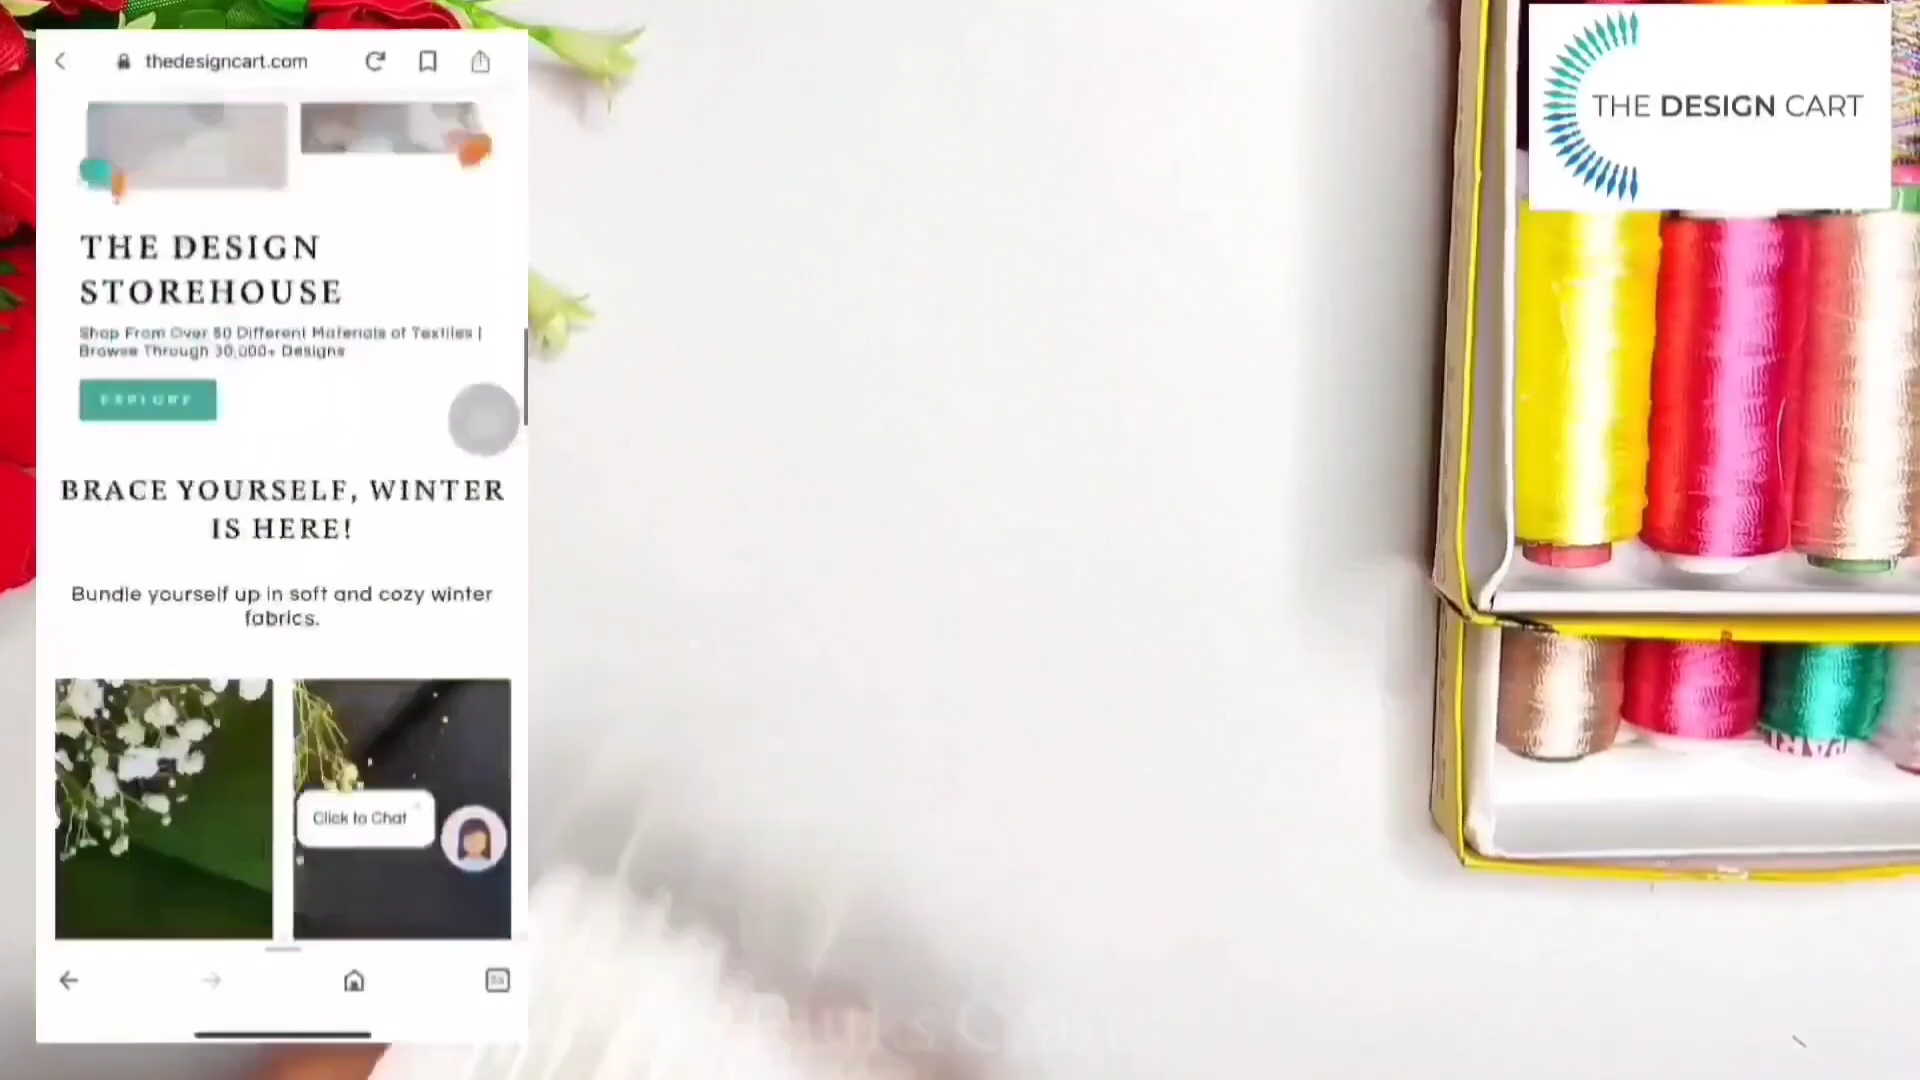 thedesigncart.com
THE DESIGN
STOREHOUSE
Shop From Over 50 Different Materials of Textiles |
Browse Through 30,000+ Designs
EXPLORE
BRACE YOURSELF, WINTER
IS HERE!
Bundle yourself up in soft and cozy winter
fabrics.
Click to Chat
THE DESIGN CART